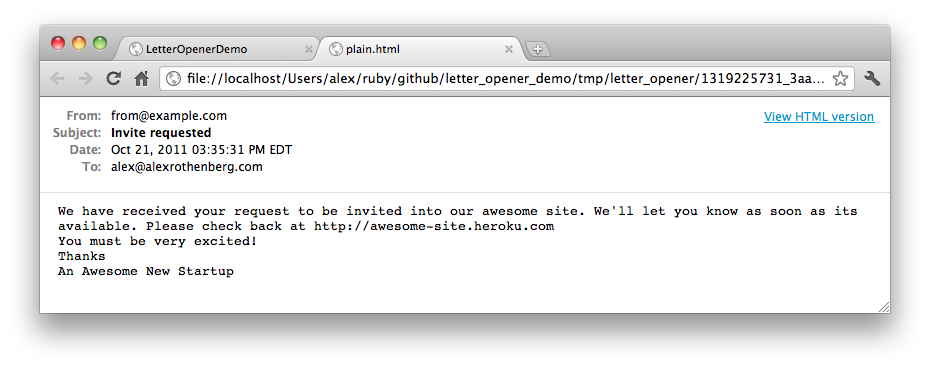 LetterOpenerDemo
plain.html
file://localhost/Users/alex/ruby/github/letter_opener_demo/tmp/letter_opener/1319225731_3aa...
From: from@example.com
View HTML version
Subject: Invite requested
Date: Oct 21, 2011 03:35:31 PM EDT
To: alex@alexrothenberg.com
We have received your request to be invited into our awesome site. We'll let you know as soon as its
available. Please check back at http://awesome-site.heroku.com
You must be very excited!
Thanks
An Awesome New Startup